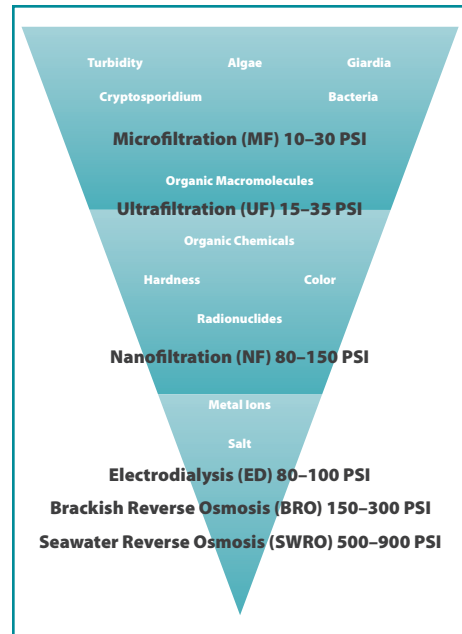 Turbidity Algae Giardia
Cryptosporidium Bacteria
Microfiltration (MF) 10–30 PSI
Organic Macromolecules
Ultrafiltration (UF) 15–35 PSI
Organic Chemicals
Hardness Color
Radionuclides
Nanofiltration (NF) 80–150 PSI
Metal Ions
Salt
Electrodialysis (ED) 80–100 PSI
Brackish Reverse Osmosis (BRO) 150–300 PSI
Seawater Reverse Osmosis (SWRO) 500–900 PSI